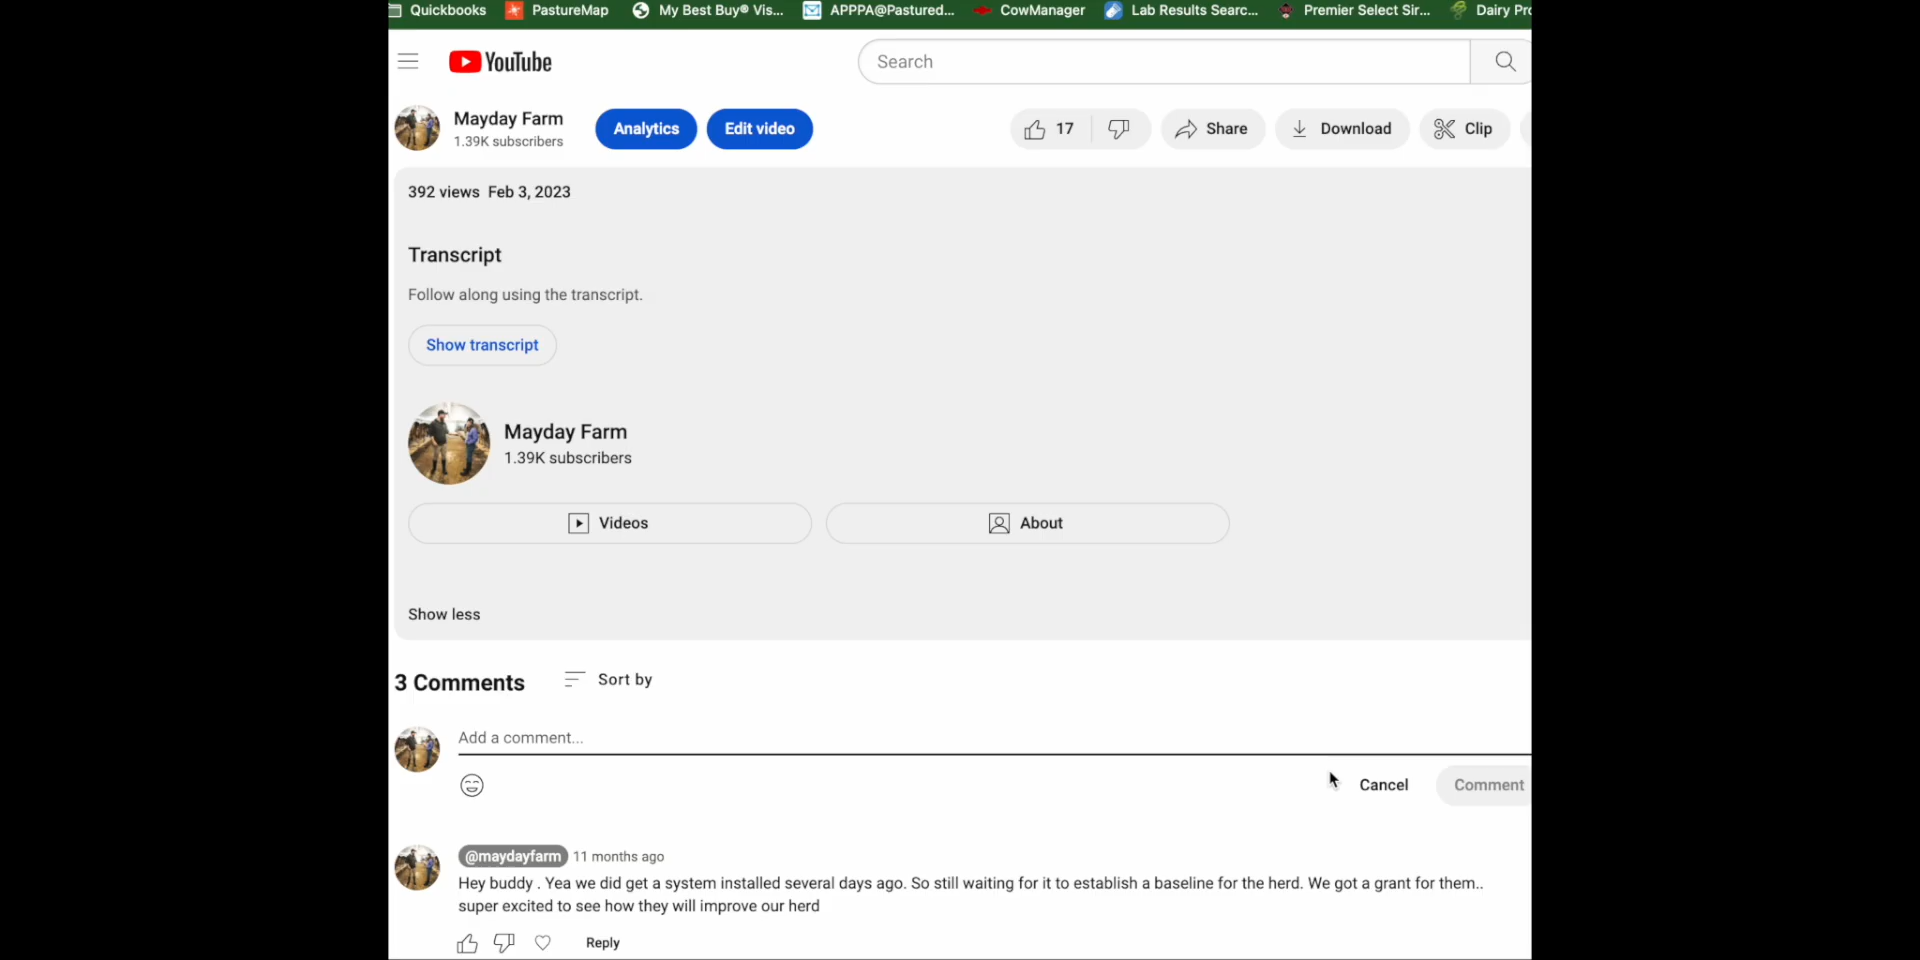 Quickbooks PastureMap My Best Buy® Vis... APPPA@Pastured... CowManager Lab Results Searc... Premier Select Sir... Dairy Pro
YouTube Search
Mayday Farm
1.39K subscribers
Analytics Edit video 17 Share Download Clip
392 views Feb 3, 2023
Transcript
Follow along using the transcript.
Show transcript
Mayday Farm
1.39K subscribers
Videos About
Show less
3 Comments Sort by
Add a comment...
Cancel Comment
@maydayfarm 11 months ago
Hey buddy . Yea we did get a system installed several days ago. So still waiting for it to establish a baseline for the herd. We got a grant for them..
super excited to see how they will improve our herd
Reply